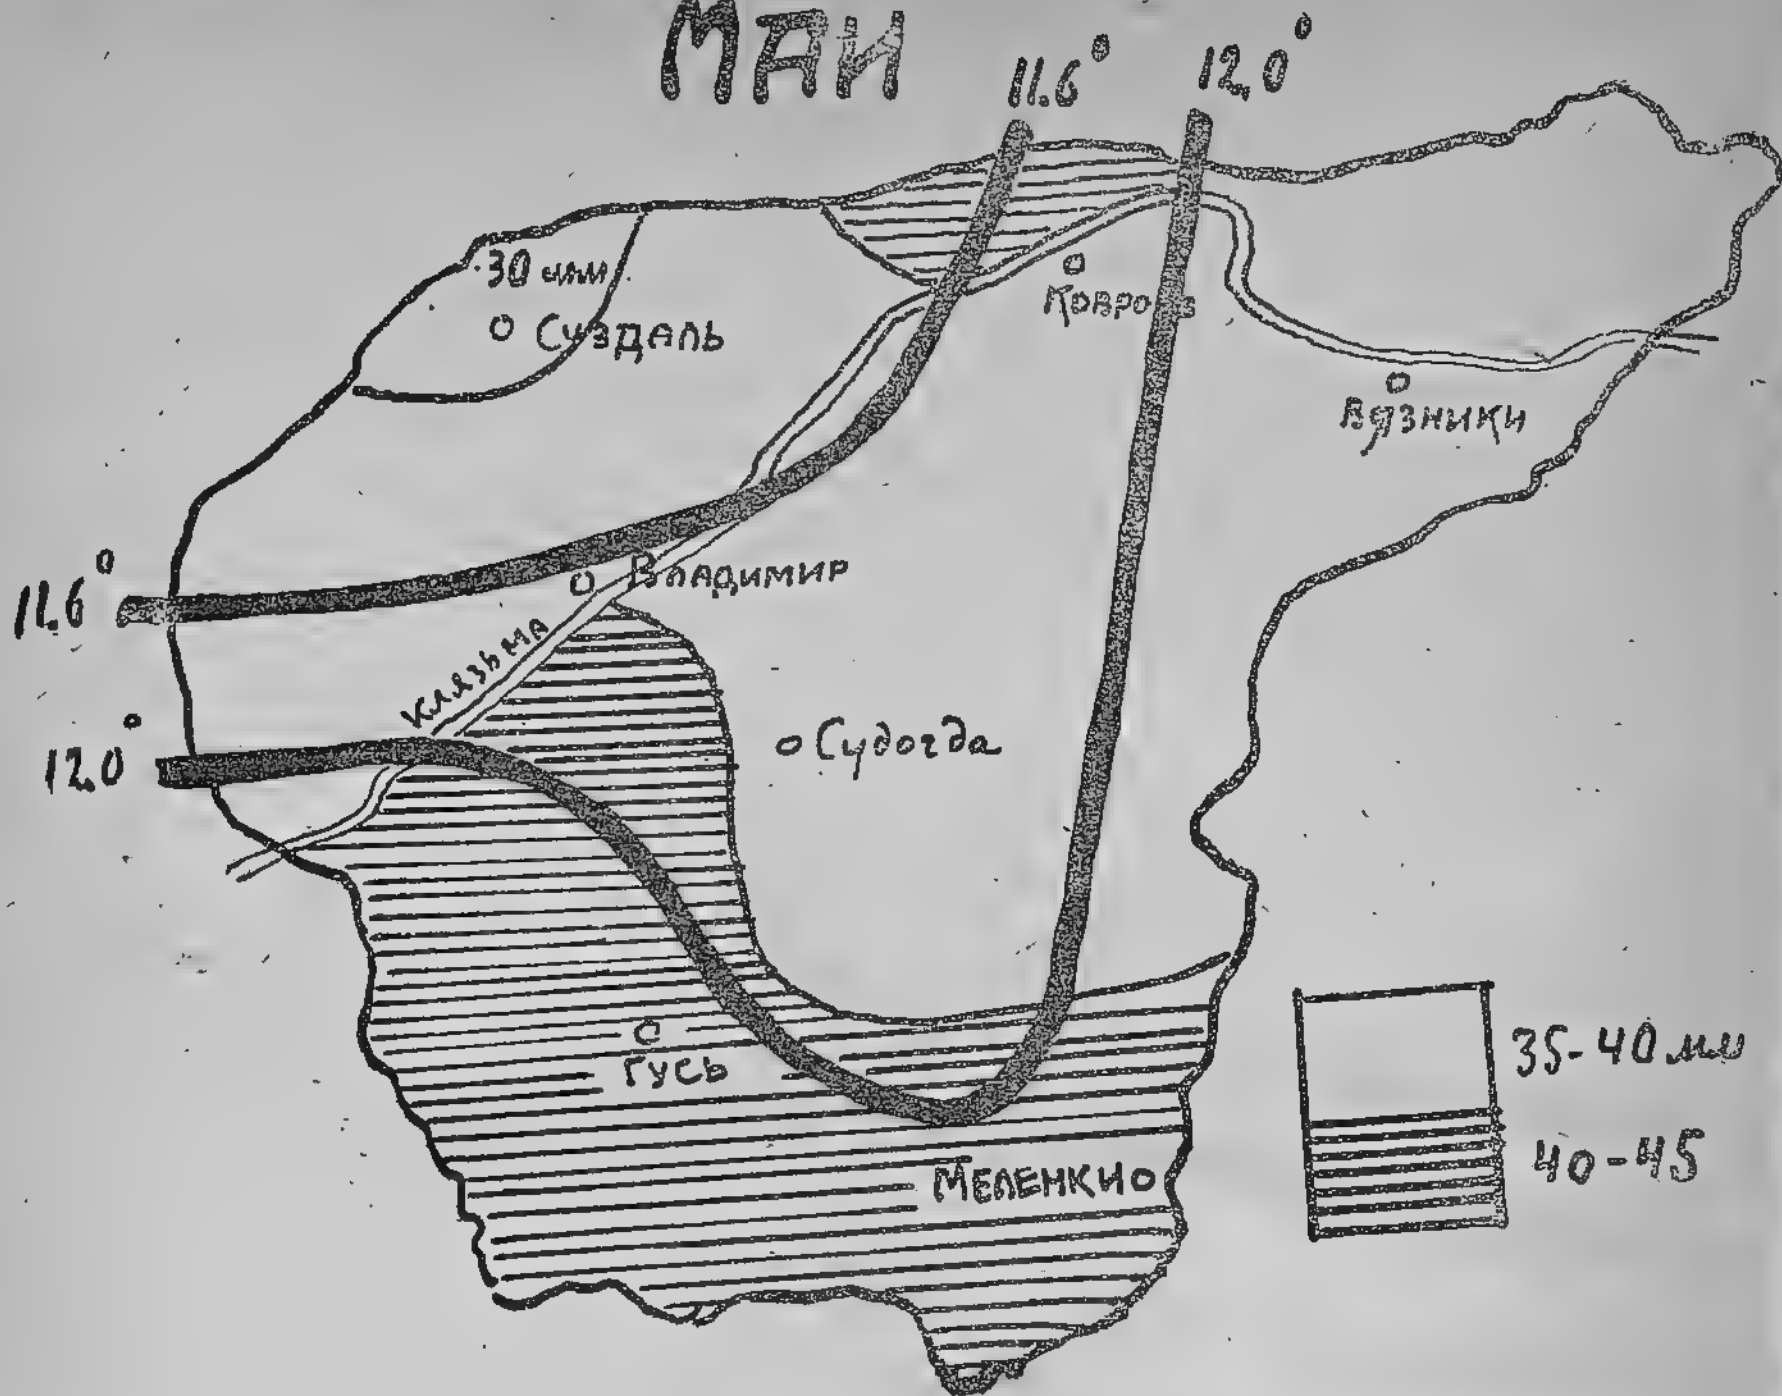 МАЙ
11.6°
12.0°
30 мм
Суздаль
Ковров
Вязники
11.6°
Владимир
Клязьма
12.0°
Судогда
35-40 мм
Гусь
40-45
Меленки